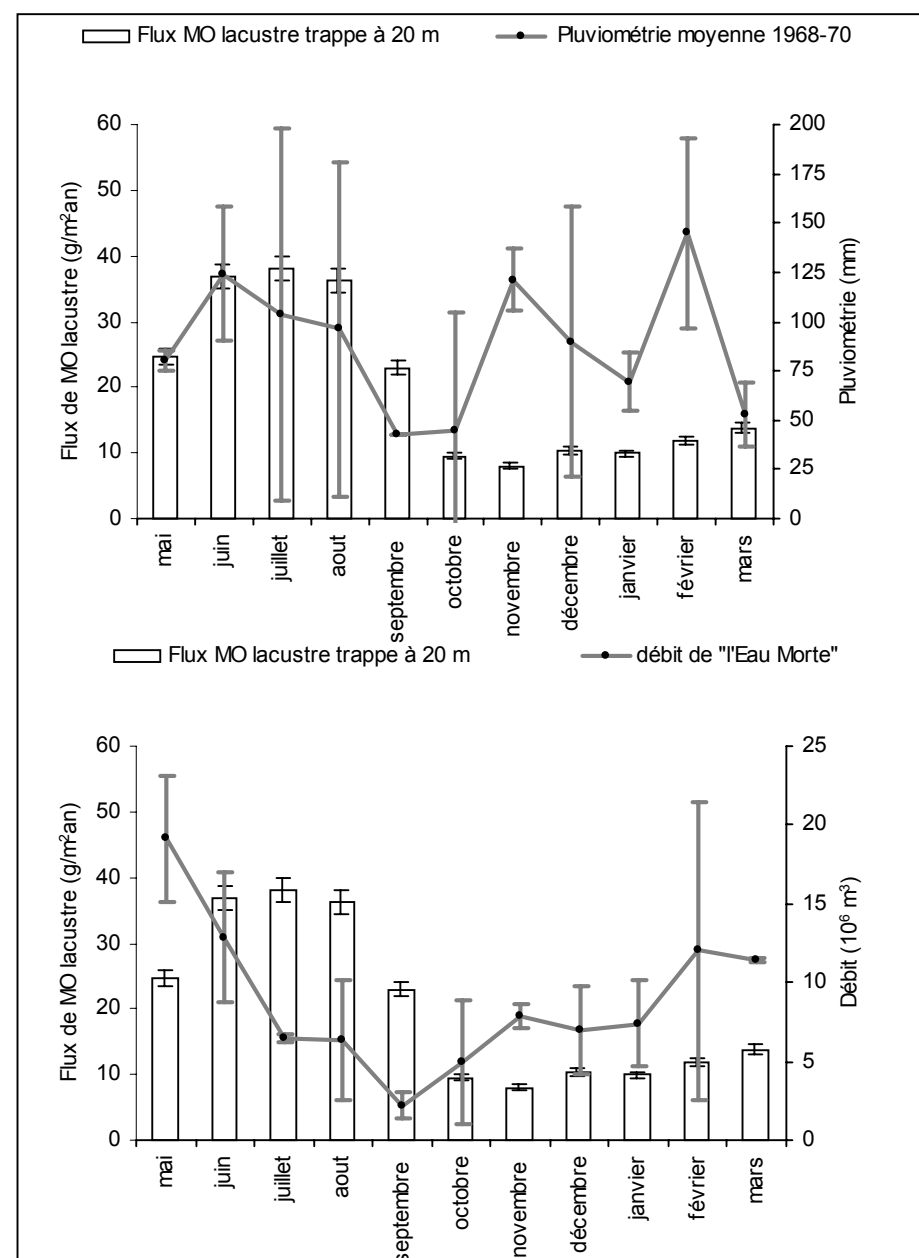 Flux MO lacustre trappe à 20 m
Pluviométrie moyenne 1968-70
Flux de MO lacustre (g/m²an)
60
50
40
30
20
10
0
200
175
150
125
100
75
50
25
0
Pluviométrie (mm)
mai
juin
juillet
aout
septembre
octobre
novembre
décembre
janvier
février
mars
Flux MO lacustre trappe à 20 m
débit de "l'Eau Morte"
Flux de MO lacustre (g/m²an)
60
50
40
30
20
10
0
25
20
15
10
5
0
Débit (10⁶ m³)
mai
juin
juillet
aout
septembre
octobre
novembre
décembre
janvier
février
mars